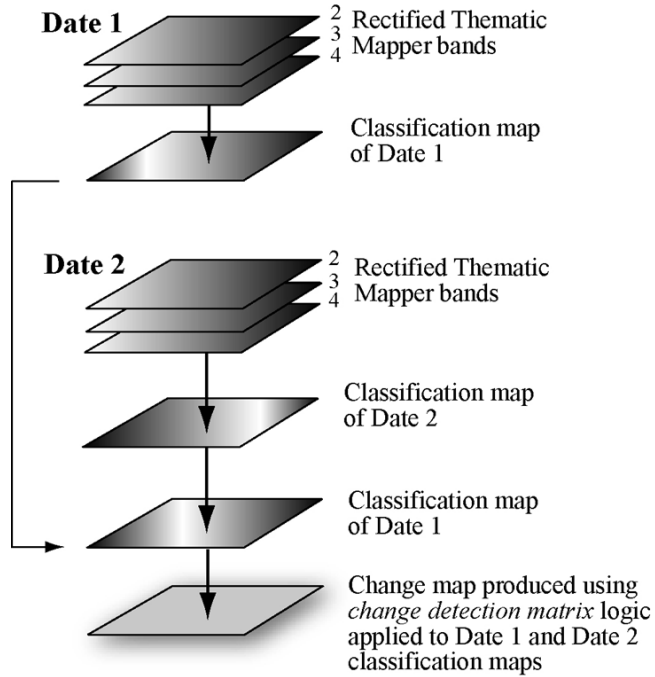 Date 1
2
3
4
Rectified Thematic
Mapper bands
Classification map
of Date 1
Date 2
2
3
4
Rectified Thematic
Mapper bands
Classification map
of Date 2
Classification map
of Date 1
Change map produced using
change detection matrix logic
applied to Date 1 and Date 2
classification maps